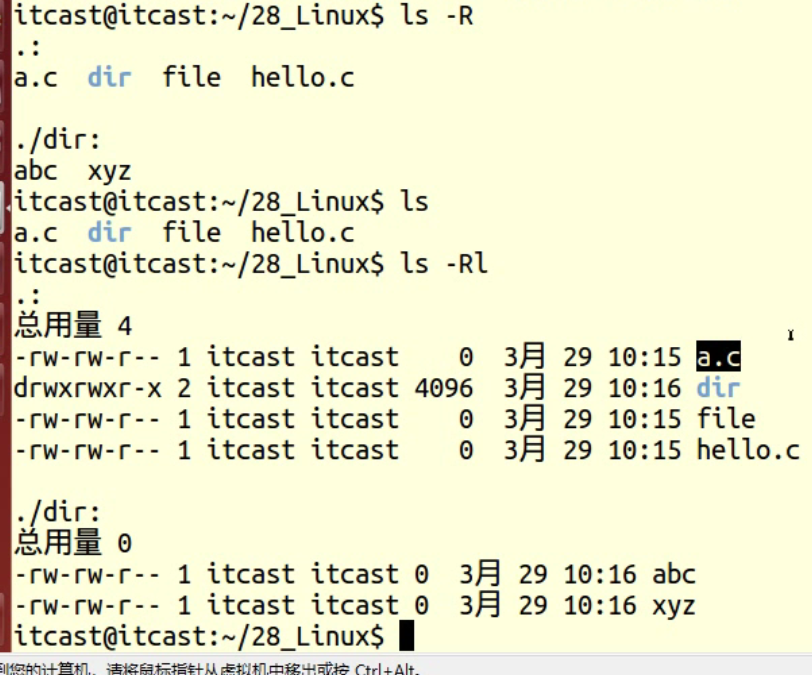 itcast@itcast:~/28_Linux$ ls -R
.:
a.c  dir  file  hello.c

./dir:
abc  xyz
itcast@itcast:~/28_Linux$ ls
a.c  dir  file  hello.c
itcast@itcast:~/28_Linux$ ls -Rl
.:
总用量 4
-rw-rw-r-- 1 itcast itcast    0  3月 29 10:15 a.c
drwxrwxr-x 2 itcast itcast 4096  3月 29 10:16 dir
-rw-rw-r-- 1 itcast itcast    0  3月 29 10:15 file
-rw-rw-r-- 1 itcast itcast    0  3月 29 10:15 hello.c

./dir:
总用量 0
-rw-rw-r-- 1 itcast itcast 0  3月 29 10:16 abc
-rw-rw-r-- 1 itcast itcast 0  3月 29 10:16 xyz
itcast@itcast:~/28_Linux$
到您的计算机，请将鼠标指针从虚拟机中移出或按 Ctrl+Alt。